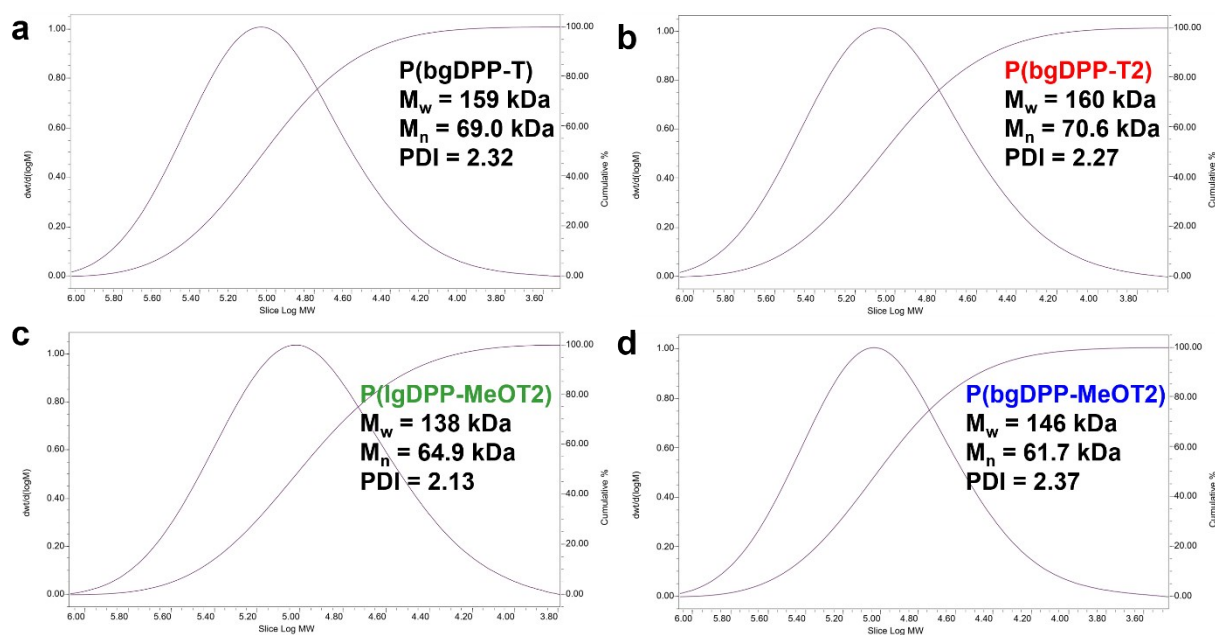 a
P(bgDPP-T)
Mw = 159 kDa
Mn = 69.0 kDa
PDI = 2.32
dwt/d(logM)
1.00
0.80
0.60
0.40
0.20
0.00
Cumulative %
100.00
80.00
60.00
40.00
20.00
0.00
6.00 5.80 5.60 5.40 5.20 5.00 4.80 4.60 4.40 4.20 4.00 3.80 3.60
Slice Log MW
b
P(bgDPP-T2)
Mw = 160 kDa
Mn = 70.6 kDa
PDI = 2.27
dwt/d(logM)
1.00
0.80
0.60
0.40
0.20
0.00
Cumulative %
100.00
80.00
60.00
40.00
20.00
0.00
6.00 5.80 5.60 5.40 5.20 5.00 4.80 4.60 4.40 4.20 4.00 3.80
Slice Log MW
c
P(lgDPP-MeOT2)
Mw = 138 kDa
Mn = 64.9 kDa
PDI = 2.13
dwt/d(logM)
1.00
0.80
0.60
0.40
0.20
0.00
Cumulative %
100.00
80.00
60.00
40.00
20.00
0.00
6.00 5.80 5.60 5.40 5.20 5.00 4.80 4.60 4.40 4.20 4.00 3.80
Slice Log MW
d
P(bgDPP-MeOT2)
Mw = 146 kDa
Mn = 61.7 kDa
PDI = 2.37
dwt/d(logM)
1.00
0.80
0.60
0.40
0.20
0.00
Cumulative %
100.00
80.00
60.00
40.00
20.00
0.00
6.00 5.80 5.60 5.40 5.20 5.00 4.80 4.60 4.40 4.20 4.00 3.80 3.60
Slice Log MW